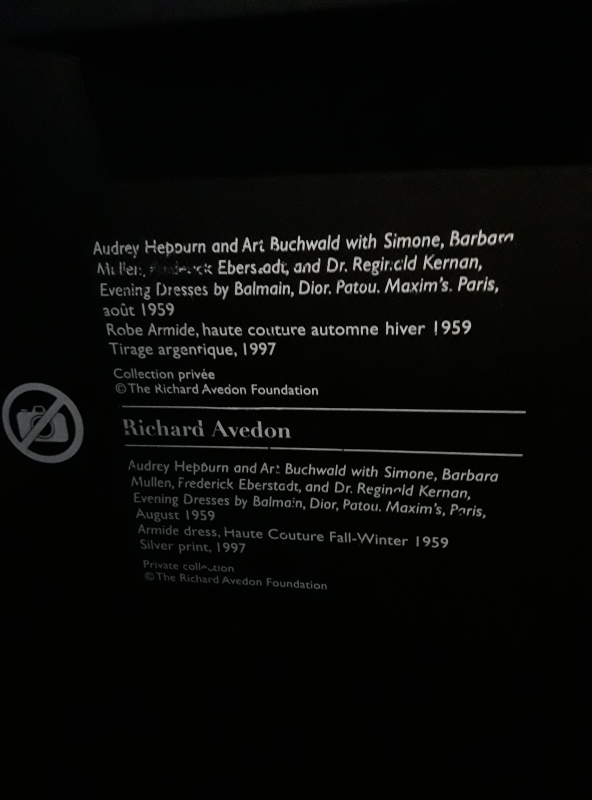 Audrey Hepburn and Art Buchwald with Simone, Barbara
Mullen, Eberstadt, and Dr. Reginald Kernan,
Evening Dresses by Balmain, Dior. Patou. Maxim's. Paris,
août 1959
Robe Armide, haute couture automne hiver 1959
Tirage argentique, 1997
Collection privée
© The Richard Avedon Foundation
Richard Avedon
Audrey Hepburn and Art Buchwald with Simone, Barbara
Mullen, Frederick Eberstadt, and Dr. Reginald Kernan,
Evening Dresses by Balmain, Dior, Patou. Maxim's, Paris,
August 1959
Armide dress, Haute Couture Fall-Winter 1959
Silver print, 1997
Private collection
© The Richard Avedon Foundation